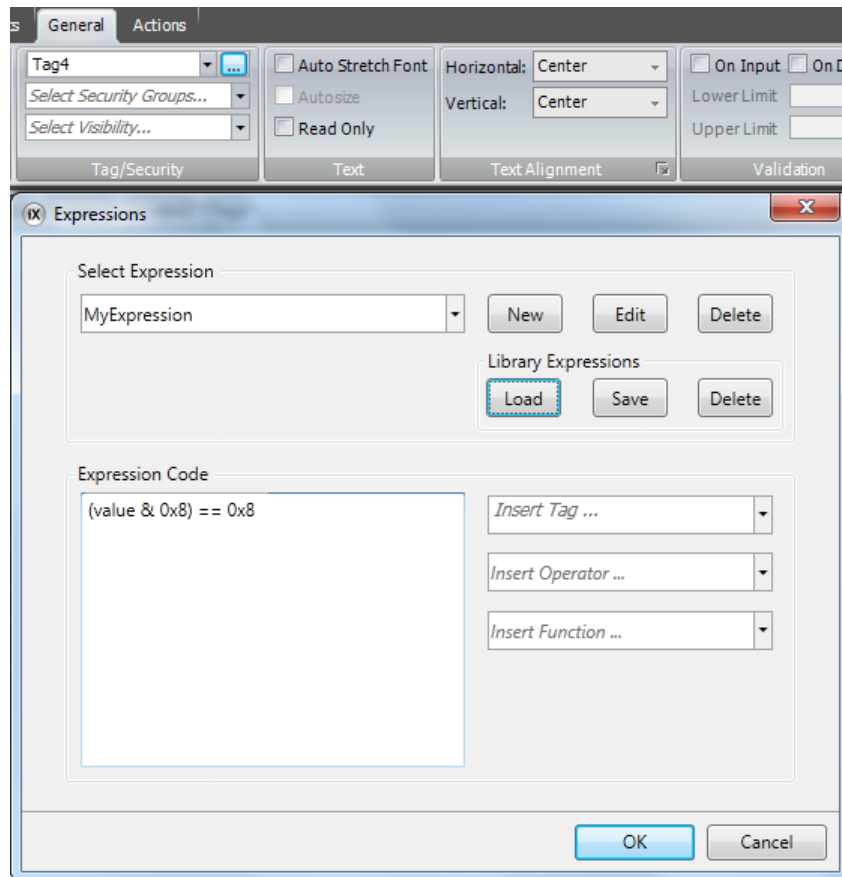 General Actions
Tag4 ... Auto Stretch Font Horizontal: Center On Input On D
Select Security Groups... Autosize Vertical: Center Lower Limit
Select Visibility... Read Only Upper Limit
Tag/Security Text Text Alignment Validation
iX Expressions
Select Expression
MyExpression New Edit Delete
Library Expressions
Load Save Delete
Expression Code
(value & 0x8) == 0x8 Insert Tag ...
Insert Operator ...
Insert Function ...
OK Cancel